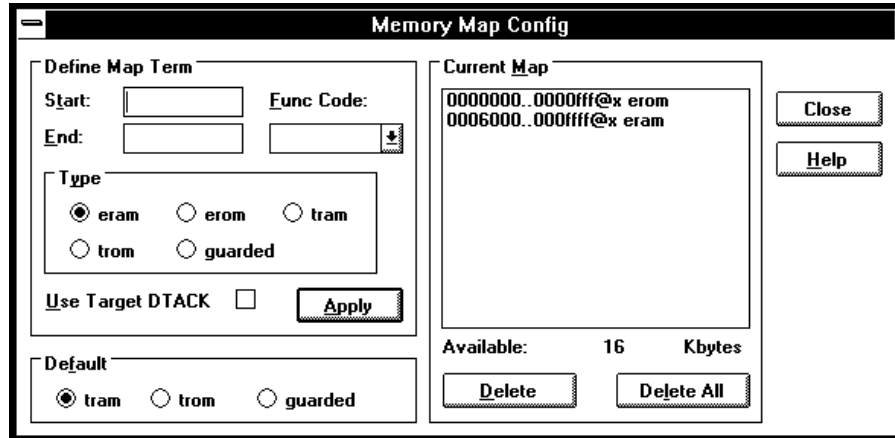 Memory Map Config
Define Map Term
Start:
Func Code:
End:
Type
eram
erom
tram
trom
guarded
Use Target DTACK
Apply
Default
tram
trom
guarded
Current Map
0000000..0000fff@x erom
0006000..000ffff@x eram
Available: 16 Kbytes
Delete
Delete All
Close
Help